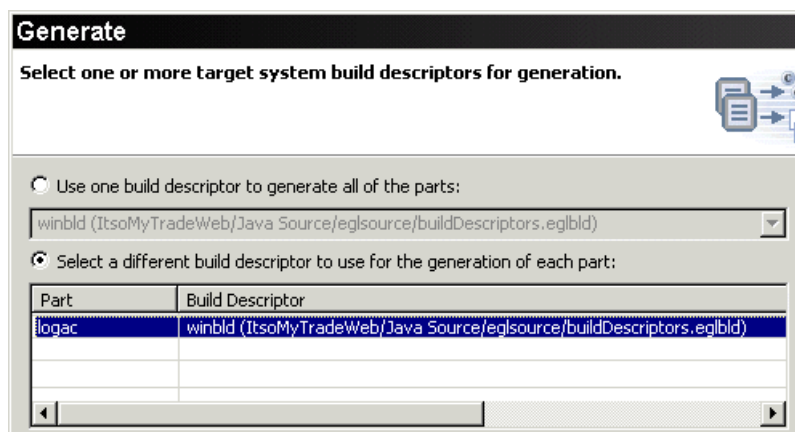 Generate
Select one or more target system build descriptors for generation.
Use one build descriptor to generate all of the parts:
winbld (ItsoMyTradeWeb/Java Source/eglsource/buildDescriptors.eglbld)
Select a different build descriptor to use for the generation of each part:
Part Build Descriptor
logac winbld (ItsoMyTradeWeb/Java Source/eglsource/buildDescriptors.eglbld)